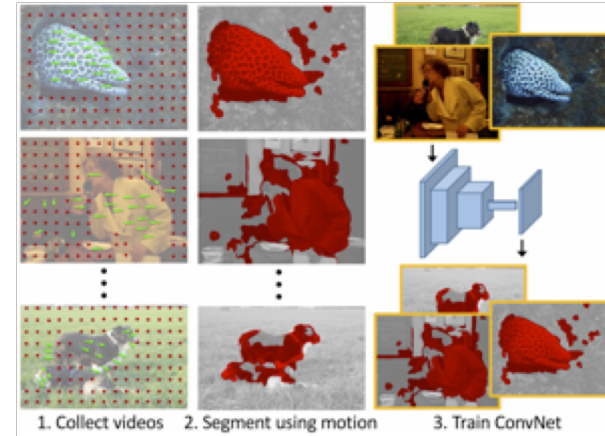 1. Collect videos
2. Segment using motion
3. Train ConvNet